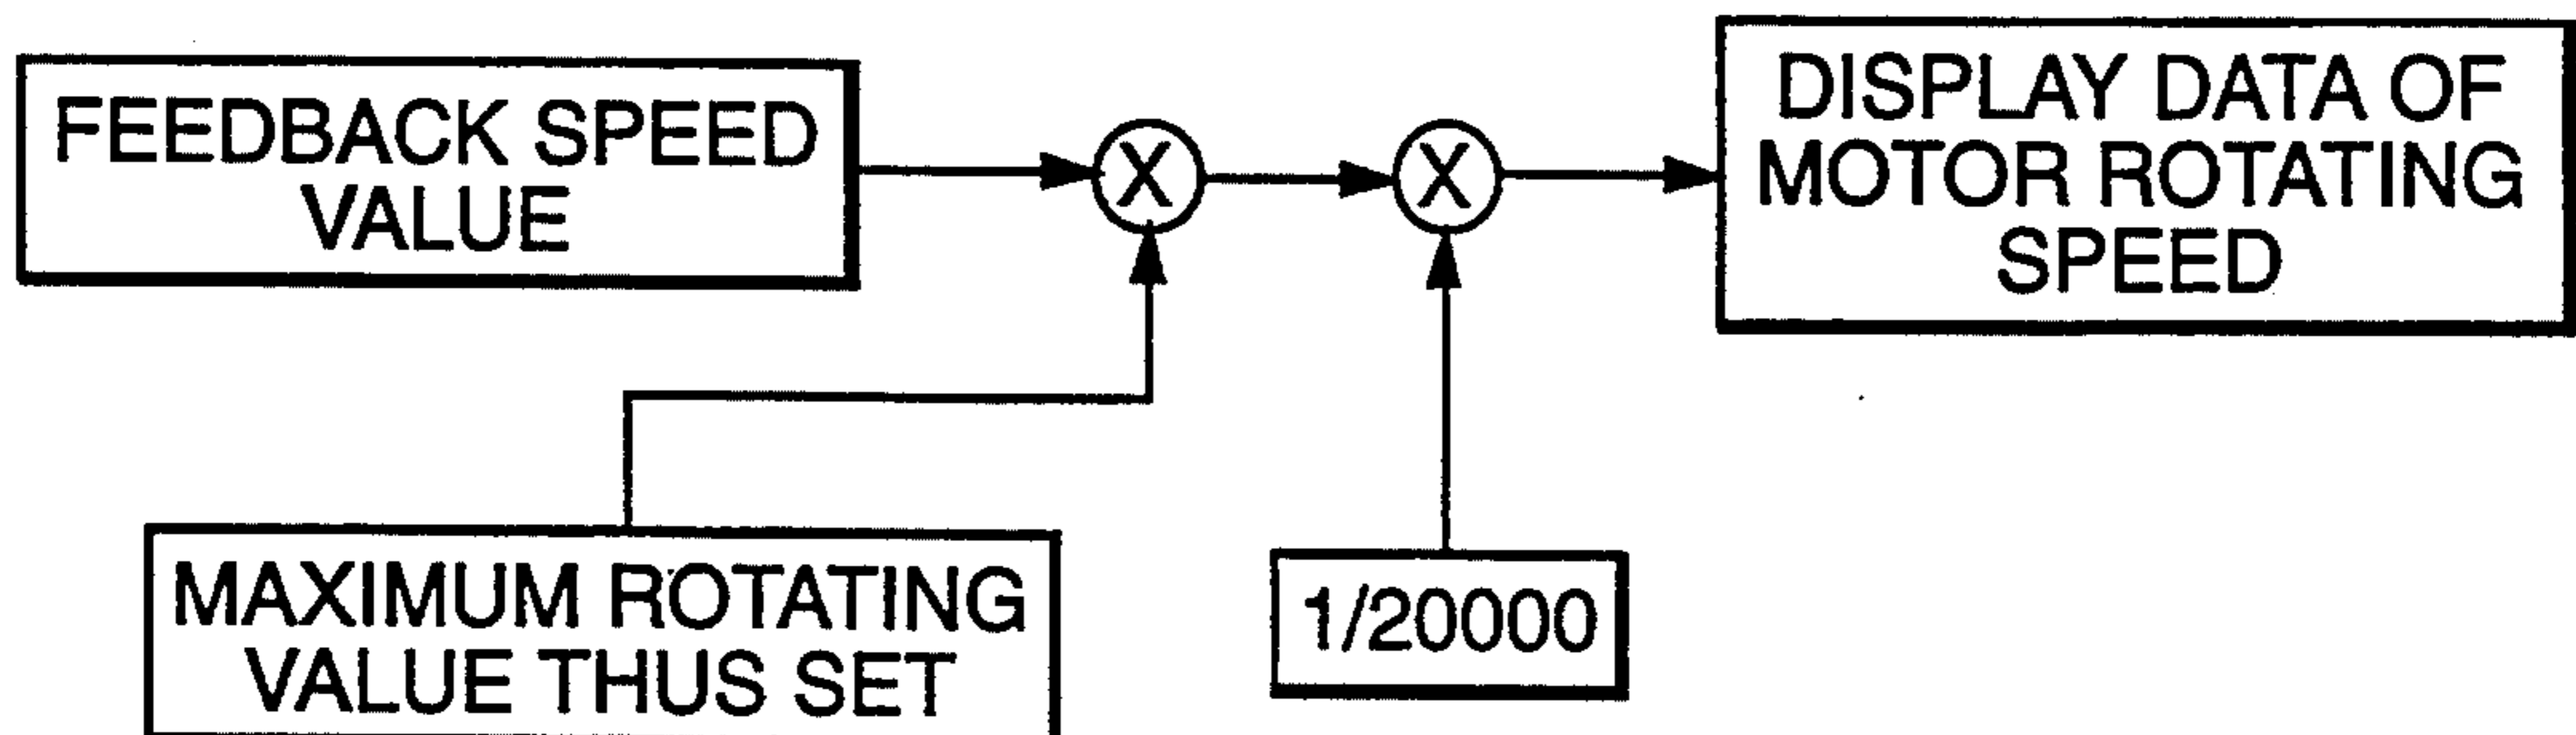 FEEDBACK SPEED
VALUE
X
X
DISPLAY DATA OF
MOTOR ROTATING
SPEED
MAXIMUM ROTATING
VALUE THUS SET
1/20000